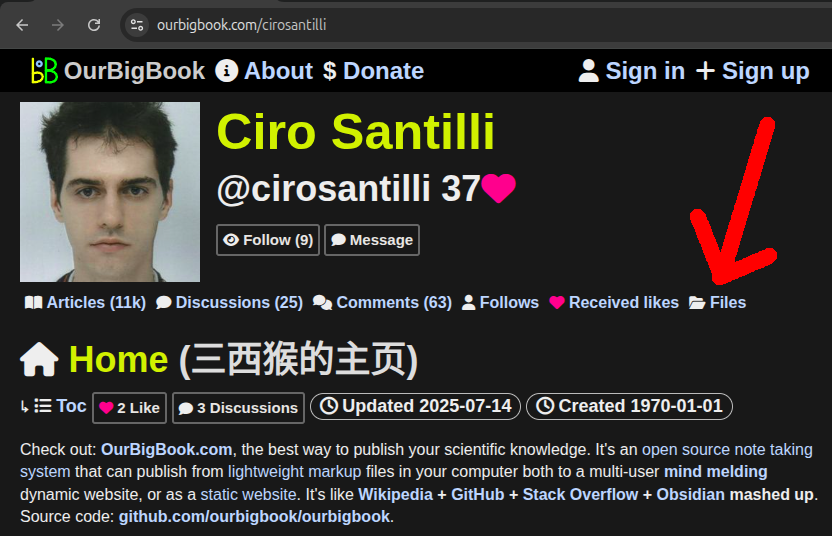 ourbigbook.com/cirosantilli
OurBigBook About $ Donate Sign in Sign up
Ciro Santilli
@cirosantilli 37
Follow (9) Message
Articles (11k) Discussions (25) Comments (63) Follows Received likes Files
Home (三西猴的主页)
Toc 2 Like 3 Discussions Updated 2025-07-14 Created 1970-01-01
Check out: OurBigBook.com, the best way to publish your scientific knowledge. It's an open source note taking
system that can publish from lightweight markup files in your computer both to a multi-user mind melding
dynamic website, or as a static website. It's like Wikipedia + GitHub + Stack Overflow + Obsidian mashed up.
Source code: github.com/ourbigbook/ourbigbook.